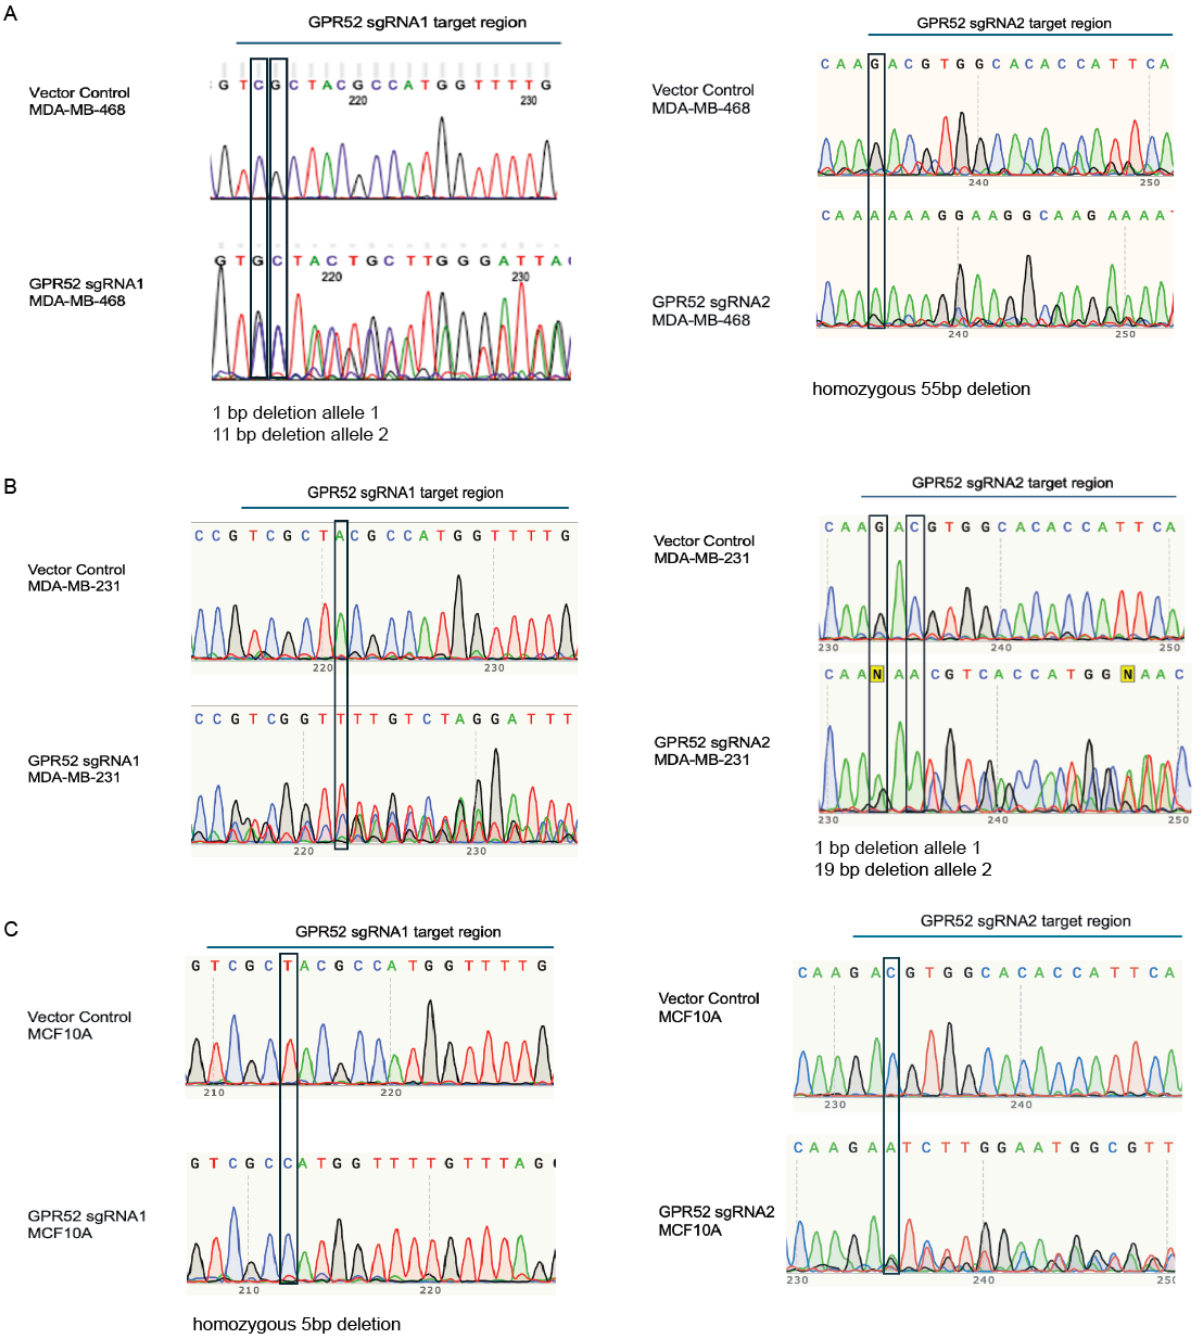 A
GPR52 sgRNA1 target region
Vector Control
MDA-MB-468
G T C G C T A C G C C A T G G T T T T G
220 230
GPR52 sgRNA1
MDA-MB-468
G T G C T A C T G C T T G G G A T T A
220 230
1 bp deletion allele 1
11 bp deletion allele 2
GPR52 sgRNA2 target region
Vector Control
MDA-MB-468
C A A G A C G T G G C A C A C C A T T C A
240 250
C A A A A A A G G A A G G C A A G A A A A
GPR52 sgRNA2
MDA-MB-468
240 250
homozygous 55bp deletion
B
GPR52 sgRNA1 target region
C C G T C G C T A C G C C A T G G T T T T G
Vector Control
MDA-MB-231
220 230
C C G T C G G T T T T G T C T A G G A T T T
GPR52 sgRNA1
MDA-MB-231
220 230
GPR52 sgRNA2 target region
C A A G A C G T G G C A C A C C A T T C A
Vector Control
MDA-MB-231
230 240 250
C A A N A A C G T C A C C A T G G N A A C
GPR52 sgRNA2
MDA-MB-231
230 240 250
1 bp deletion allele 1
19 bp deletion allele 2
C
GPR52 sgRNA1 target region
G T C G C T A C G C C A T G G T T T T G
Vector Control
MCF10A
210 220
G T C G C C A T G G T T T T G T T T A G
GPR52 sgRNA1
MCF10A
210 220
homozygous 5bp deletion
GPR52 sgRNA2 target region
C A A G A C G T G G C A C A C C A T T C A
Vector Control
MCF10A
230 240
C A A G A A T C T T G G A A T G G C G T T
GPR52 sgRNA2
MCF10A
230 240 250